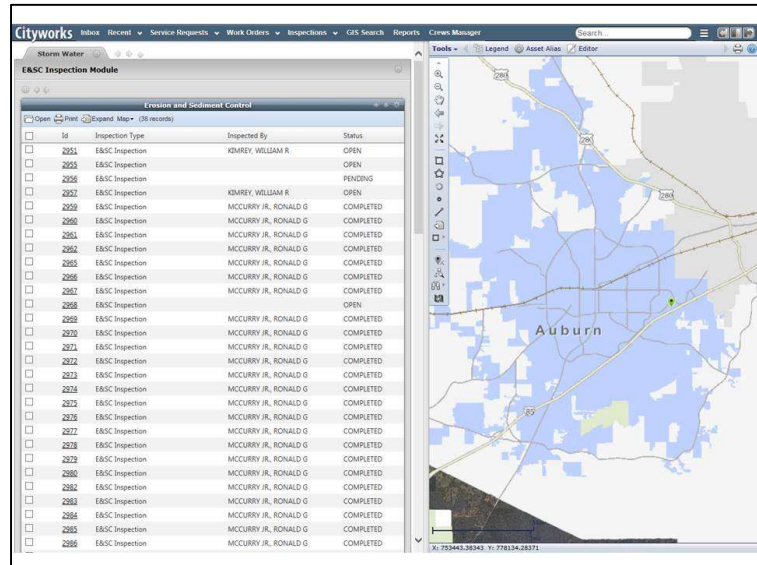 Cityworks Inbox Recent Service Requests Work Orders Inspections GIS Search Reports Crews Manager Search...
Storm Water
E&SC Inspection Module
Erosion and Sediment Control
Open Print Expand Map (38 records)
Id Inspection Type Inspected By Status
2951 E&SC Inspection KIMREY, WILLIAM R OPEN
2955 E&SC Inspection OPEN
2956 E&SC Inspection PENDING
2957 E&SC Inspection KIMREY, WILLIAM R OPEN
2959 E&SC Inspection MCCURRY JR., RONALD G COMPLETED
2960 E&SC Inspection MCCURRY JR., RONALD G COMPLETED
2961 E&SC Inspection MCCURRY JR., RONALD G COMPLETED
2962 E&SC Inspection MCCURRY JR., RONALD G COMPLETED
2965 E&SC Inspection MCCURRY JR., RONALD G COMPLETED
2966 E&SC Inspection MCCURRY JR., RONALD G COMPLETED
2967 E&SC Inspection MCCURRY JR., RONALD G COMPLETED
2968 E&SC Inspection OPEN
2969 E&SC Inspection MCCURRY JR., RONALD G COMPLETED
2970 E&SC Inspection MCCURRY JR., RONALD G COMPLETED
2971 E&SC Inspection MCCURRY JR., RONALD G COMPLETED
2972 E&SC Inspection MCCURRY JR., RONALD G COMPLETED
2973 E&SC Inspection MCCURRY JR., RONALD G COMPLETED
2974 E&SC Inspection MCCURRY JR., RONALD G COMPLETED
2975 E&SC Inspection MCCURRY JR., RONALD G COMPLETED
2976 E&SC Inspection MCCURRY JR., RONALD G COMPLETED
2977 E&SC Inspection MCCURRY JR., RONALD G COMPLETED
2978 E&SC Inspection MCCURRY JR., RONALD G COMPLETED
2979 E&SC Inspection MCCURRY JR., RONALD G COMPLETED
2980 E&SC Inspection MCCURRY JR., RONALD G COMPLETED
2982 E&SC Inspection MCCURRY JR., RONALD G COMPLETED
2983 E&SC Inspection MCCURRY JR., RONALD G COMPLETED
2984 E&SC Inspection MCCURRY JR., RONALD G COMPLETED
2985 E&SC Inspection MCCURRY JR., RONALD G COMPLETED
2986 E&SC Inspection MCCURRY JR., RONALD G COMPLETED
Tools Legend Asset Alias Editor
280
280
280
Auburn
85
X: 753443.38343 Y: 778134.28371